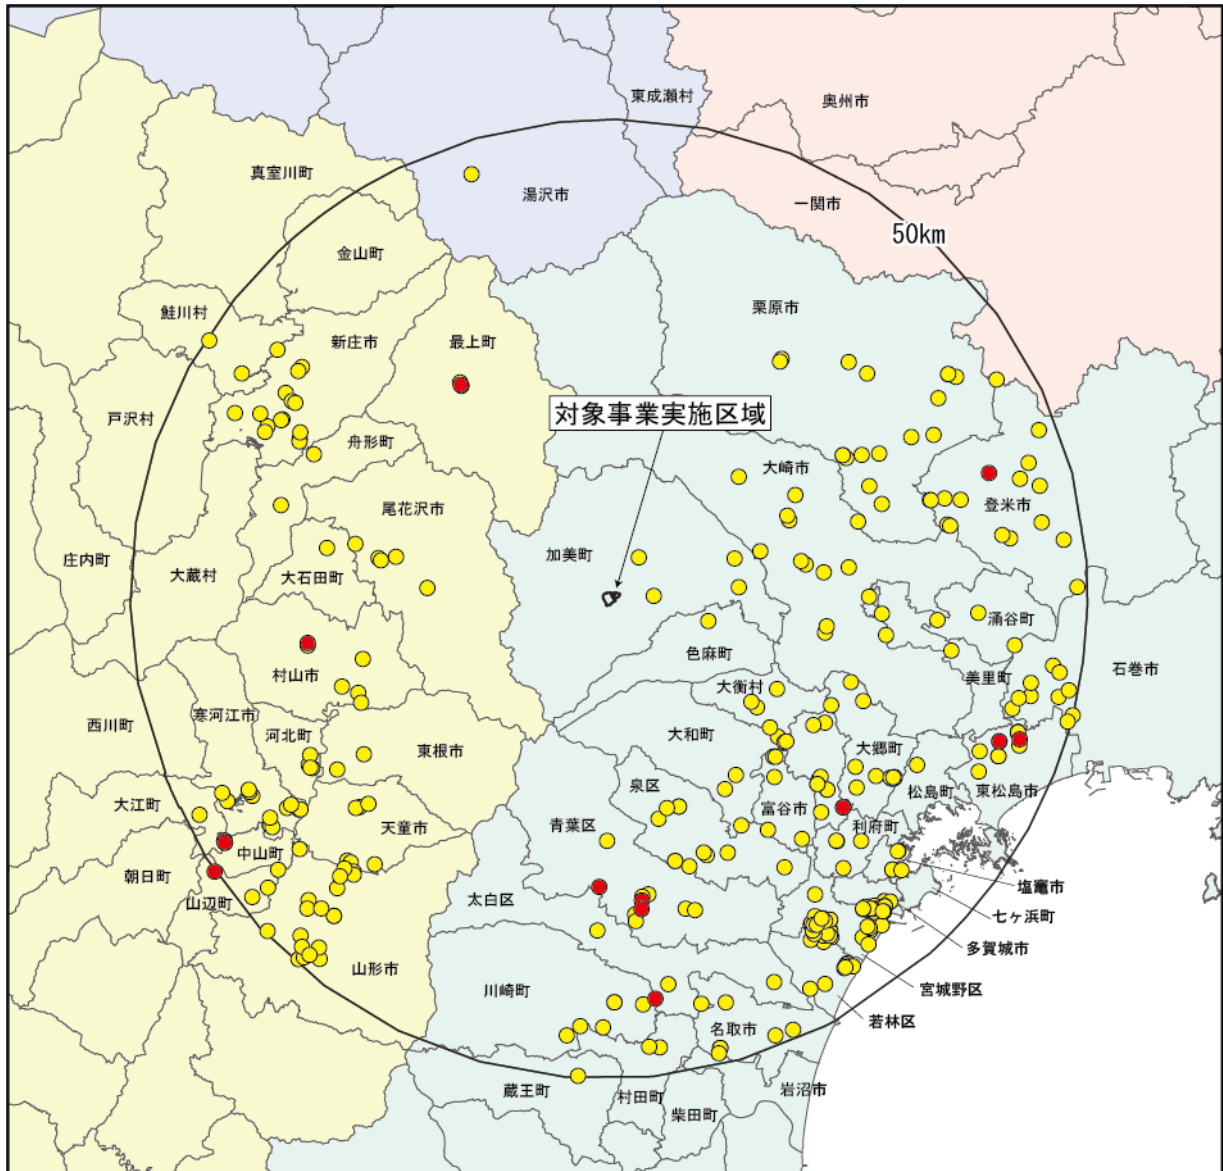 東成瀬村
奥州市
真室川町
湯沢市
一関市
50km
金山町
鮭川村
栗原市
新庄市
最上町
対象事業実施区域
戸沢村
舟形町
大崎市
尾花沢市
登米市
庄内町
加美町
大蔵村
大石田町
涌谷町
色麻町
石巻市
村山市
美里町
大衡村
西川町
寒河江市
河北町
大和町
東根市
大郷町
泉区
松島町
東松島市
大江町
富谷市
青葉区
天童市
利府町
中山町
朝日町
塩竈市
太白区
山辺町
七ヶ浜町
多賀城市
山形市
川崎町
宮城野区
若林区
名取市
蔵王町
村田町
岩沼市
柴田町